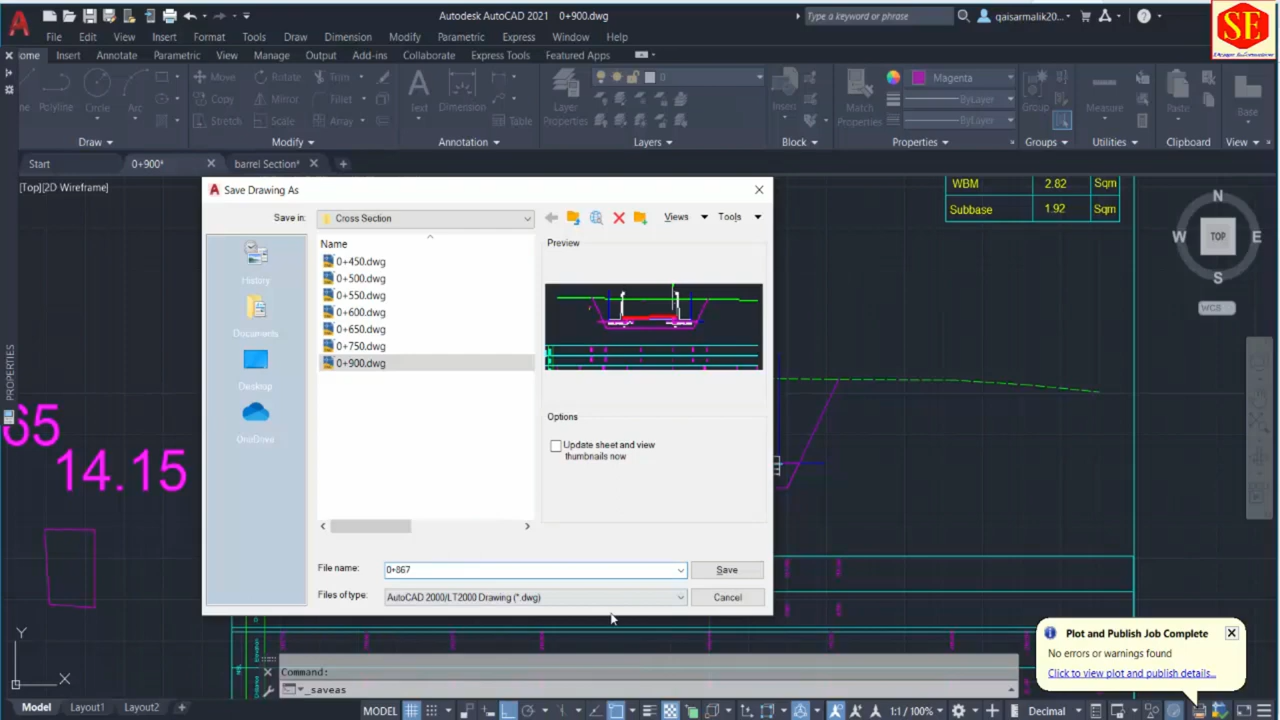 Autodesk AutoCAD 2021 0+900.dwg
Type a keyword or phrase
qaisarmalik20...
SE
File Edit View Insert Format Tools Draw Dimension Modify Parametric Express Window Help
ome Insert Annotate Parametric View Manage Output Add-ins Collaborate Express Tools Featured Apps
Move Rotate Trim 0 Magenta
ne Polyline Circle Arc Copy Mirror Fillet Text Dimension Layer Properties Insert Match Properties ByLayer Group Measure Paste Base
Stretch Scale Array Table ByLayer
Draw Modify Annotation Layers Block Properties Groups Utilities Clipboard View
Start 0+900* barrel Section*
[Top][2D Wireframe]
WBM 2.82 Sqm
Subbase 1.92 Sqm
N
W TOP E
S
WCS
Save Drawing As
Save in: Cross Section Views Tools
Name Preview
0+450.dwg
0+500.dwg
0+550.dwg
0+600.dwg
0+650.dwg
0+750.dwg
0+900.dwg
History
Documents
Desktop
OneDrive
Options
Update sheet and view
thumbnails now
File name: 0+867 Save
Files of type: AutoCAD 2000/LT2000 Drawing (*.dwg) Cancel
PROPERTIES
65
14.15
Y
X
Plot and Publish Job Complete
No errors or warnings found
Click to view plot and publish details...
Command:
_saveas
Model Layout1 Layout2
MODEL 1:1 / 100% Decimal